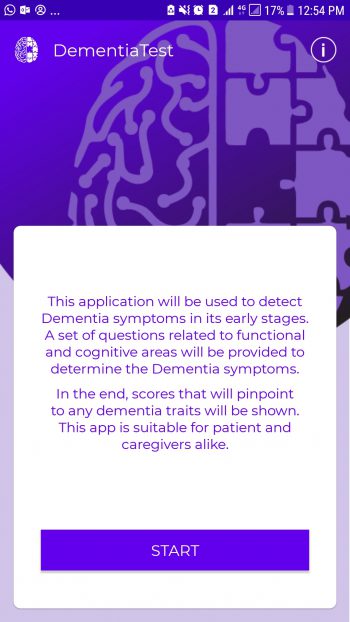 ... 2 4G 17% 12:54 PM
DementiaTest
i
This application will be used to detect
Dementia symptoms in its early stages.
A set of questions related to functional
and cognitive areas will be provided to
determine the Dementia symptoms.
In the end, scores that will pinpoint
to any dementia traits will be shown.
This app is suitable for patient and
caregivers alike.
START